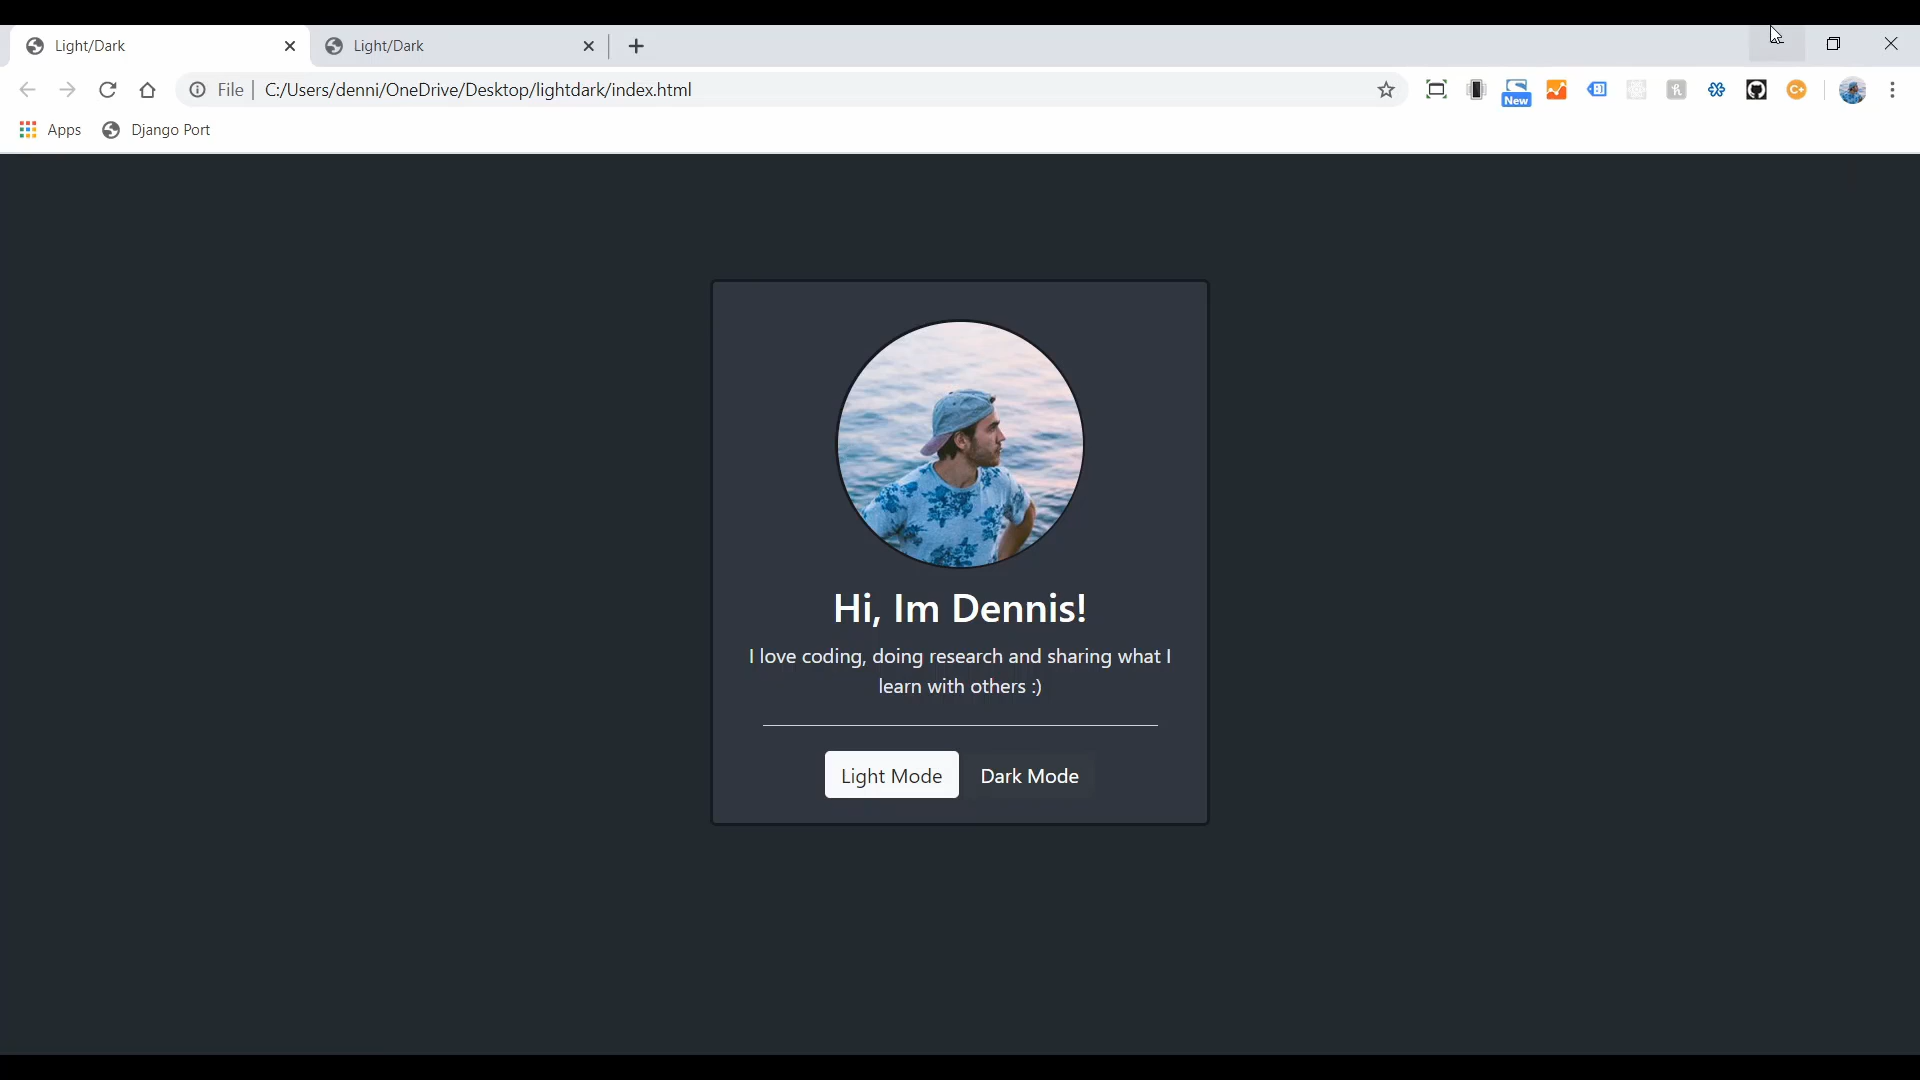 Light/Dark
Light/Dark
File
C:/Users/denni/OneDrive/Desktop/lightdark/index.html
New
C+
Apps
Django Port
Hi, Im Dennis!
I love coding, doing research and sharing what I
learn with others :)
Light Mode
Dark Mode